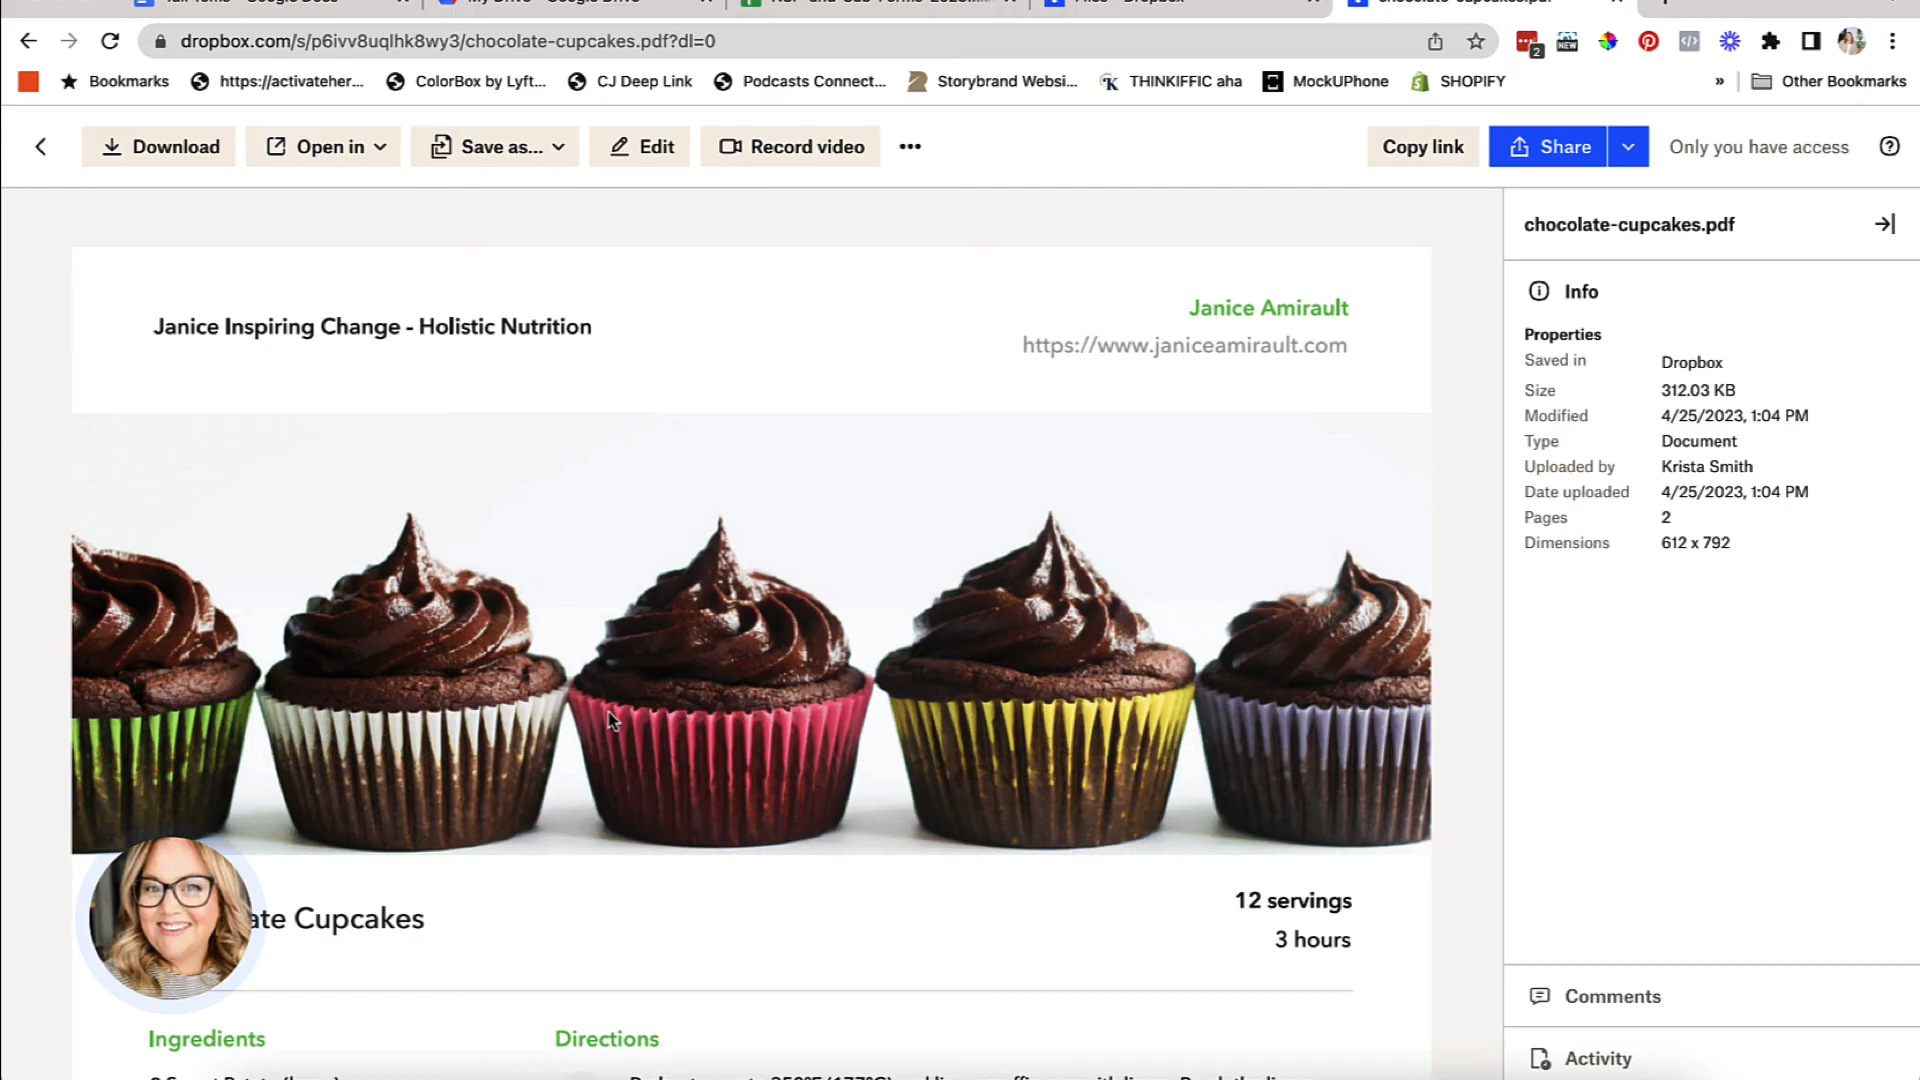 dropbox.com/s/p6ivv8uqlhk8wy3/chocolate-cupcakes.pdf?dl=0
2
NEW
Bookmarks https://activateher... ColorBox by Lyft... CJ Deep Link Podcasts Connect... Storybrand Websi... THINKIFFIC aha MockUPhone SHOPIFY » Other Bookmarks
Download Open in Save as... Edit Record video ••• Copy link Share Only you have access
chocolate-cupcakes.pdf
Janice Inspiring Change - Holistic Nutrition
Janice Amirault
https://www.janiceamirault.com
Info
Properties
Saved in Dropbox
Size 312.03 KB
Modified 4/25/2023, 1:04 PM
Type Document
Uploaded by Krista Smith
Date uploaded 4/25/2023, 1:04 PM
Pages 2
Dimensions 612 x 792
ate Cupcakes
12 servings
3 hours
Ingredients Directions
Comments
Activity